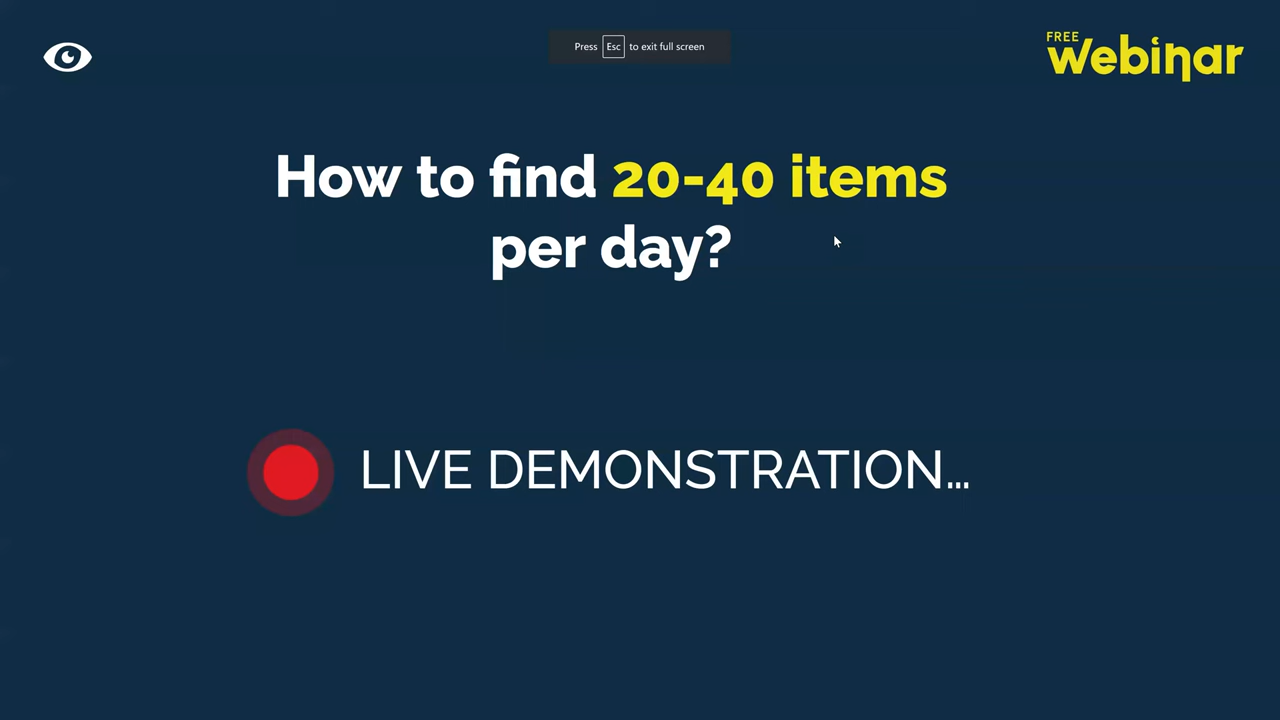 Press Esc to exit full screen
FREE
Webinar
How to find 20-40 items
per day?
LIVE DEMONSTRATION...